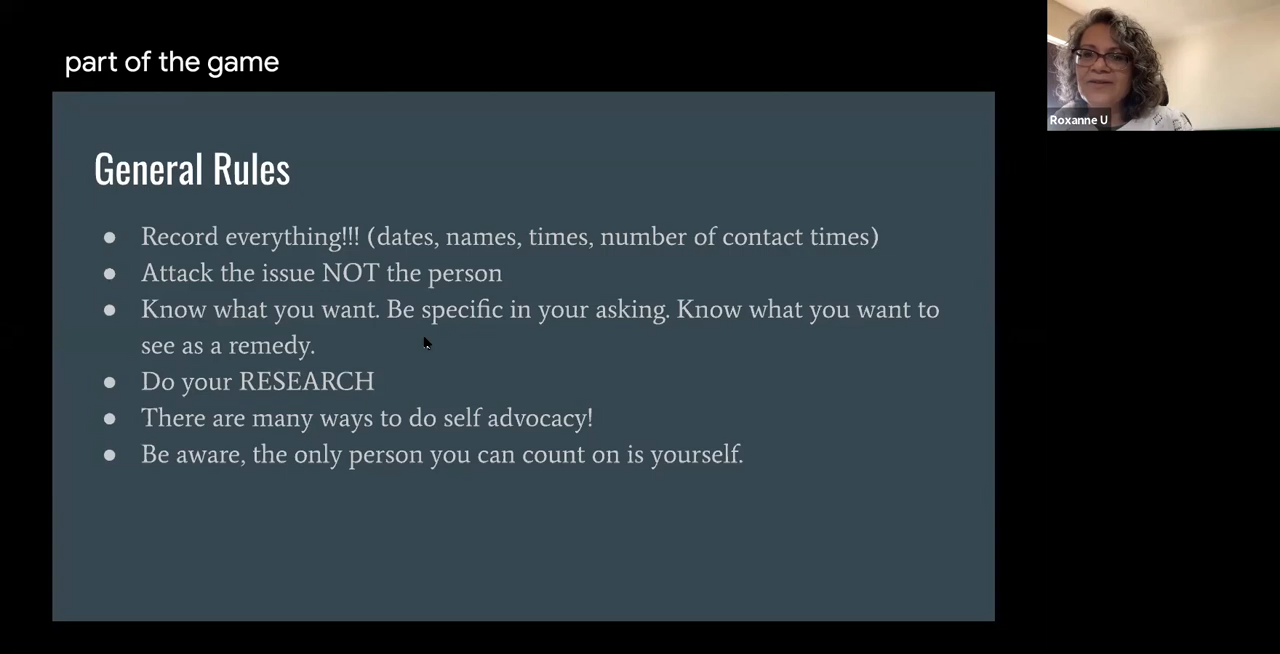 part of the game
Roxanne U
General Rules
● Record everything!!! (dates, names, times, number of contact times)
● Attack the issue NOT the person
● Know what you want. Be specific in your asking. Know what you want to
see as a remedy.
● Do your RESEARCH
● There are many ways to do self advocacy!
● Be aware, the only person you can count on is yourself.